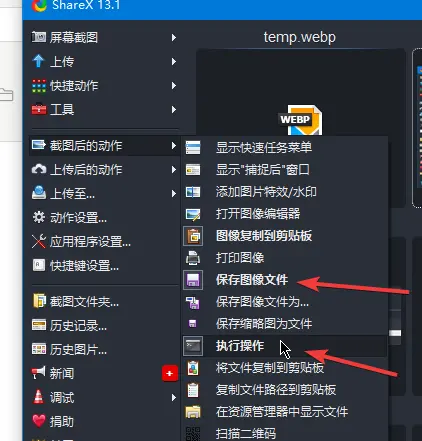 ShareX 13.1
屏幕截图
上传
快捷动作
工具
截图后的动作
上传后的动作
上传至...
动作设置...
应用程序设置...
快捷键设置...
截图文件夹...
历史记录...
历史图片...
新闻
+
调试
捐助
temp.webp
WEBP
显示快速任务菜单
显示"捕捉后"窗口
添加图片特效/水印
打开图像编辑器
图像复制到剪贴板
打印图像
保存图像文件
保存图像文件为...
保存缩略图为文件
执行操作
将文件复制到剪贴板
复制文件路径到剪贴板
在资源管理器中显示文件
扫描二维码